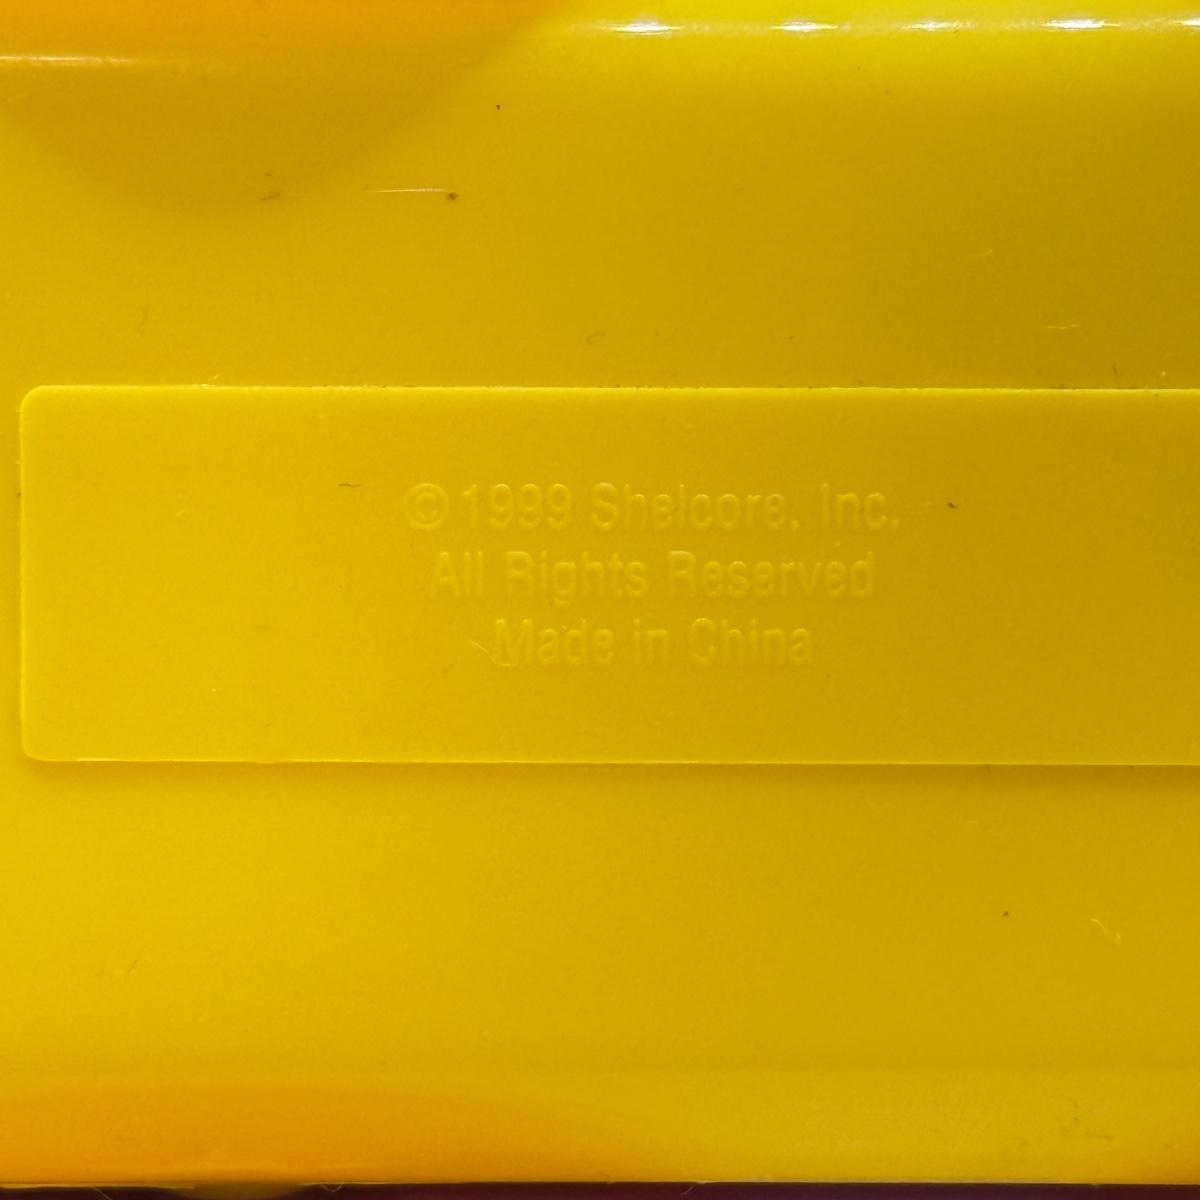 © 1999 Shelcore, Inc.
All Rights Reserved
Made in China